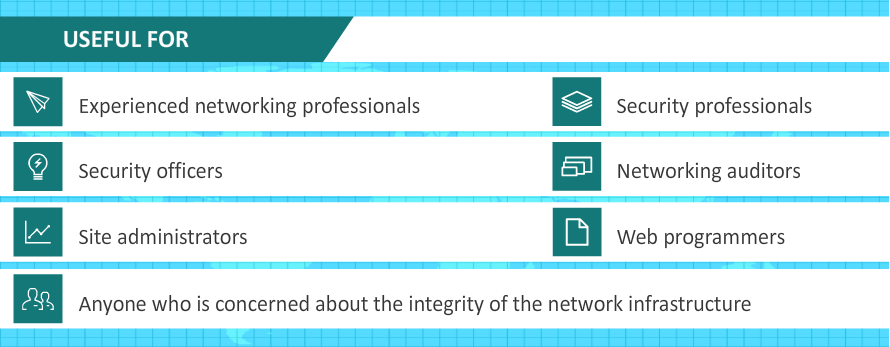 USEFUL FOR
Experienced networking professionals
Security professionals
Security officers
Networking auditors
Site administrators
Web programmers
Anyone who is concerned about the integrity of the network infrastructure